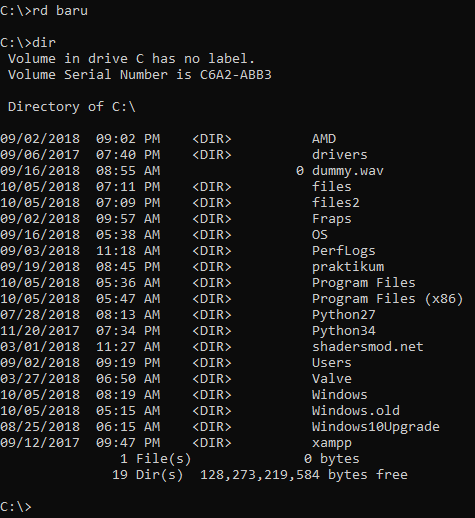 C:\>rd baru
C:\>dir
Volume in drive C has no label.
Volume Serial Number is C6A2-ABB3
Directory of C:\
09/02/2018 09:02 PM <DIR> AMD
09/06/2017 07:40 PM <DIR> drivers
09/16/2018 08:55 AM 0 dummy.wav
10/05/2018 07:11 PM <DIR> files
10/05/2018 07:09 PM <DIR> files2
09/02/2018 09:57 AM <DIR> Fraps
09/16/2018 05:38 AM <DIR> OS
09/03/2018 11:18 AM <DIR> PerfLogs
09/19/2018 08:45 PM <DIR> praktikum
10/05/2018 05:36 AM <DIR> Program Files
10/05/2018 05:47 AM <DIR> Program Files (x86)
07/28/2018 08:13 AM <DIR> Python27
11/20/2017 07:34 PM <DIR> Python34
03/01/2018 11:27 AM <DIR> shadersmod.net
09/02/2018 09:19 PM <DIR> Users
03/27/2018 06:50 AM <DIR> Valve
10/05/2018 08:19 AM <DIR> Windows
10/05/2018 05:15 AM <DIR> Windows.old
08/25/2018 06:15 AM <DIR> Windows10Upgrade
09/12/2017 09:47 PM <DIR> xampp
1 File(s) 0 bytes
19 Dir(s) 128,273,219,584 bytes free
C:\>